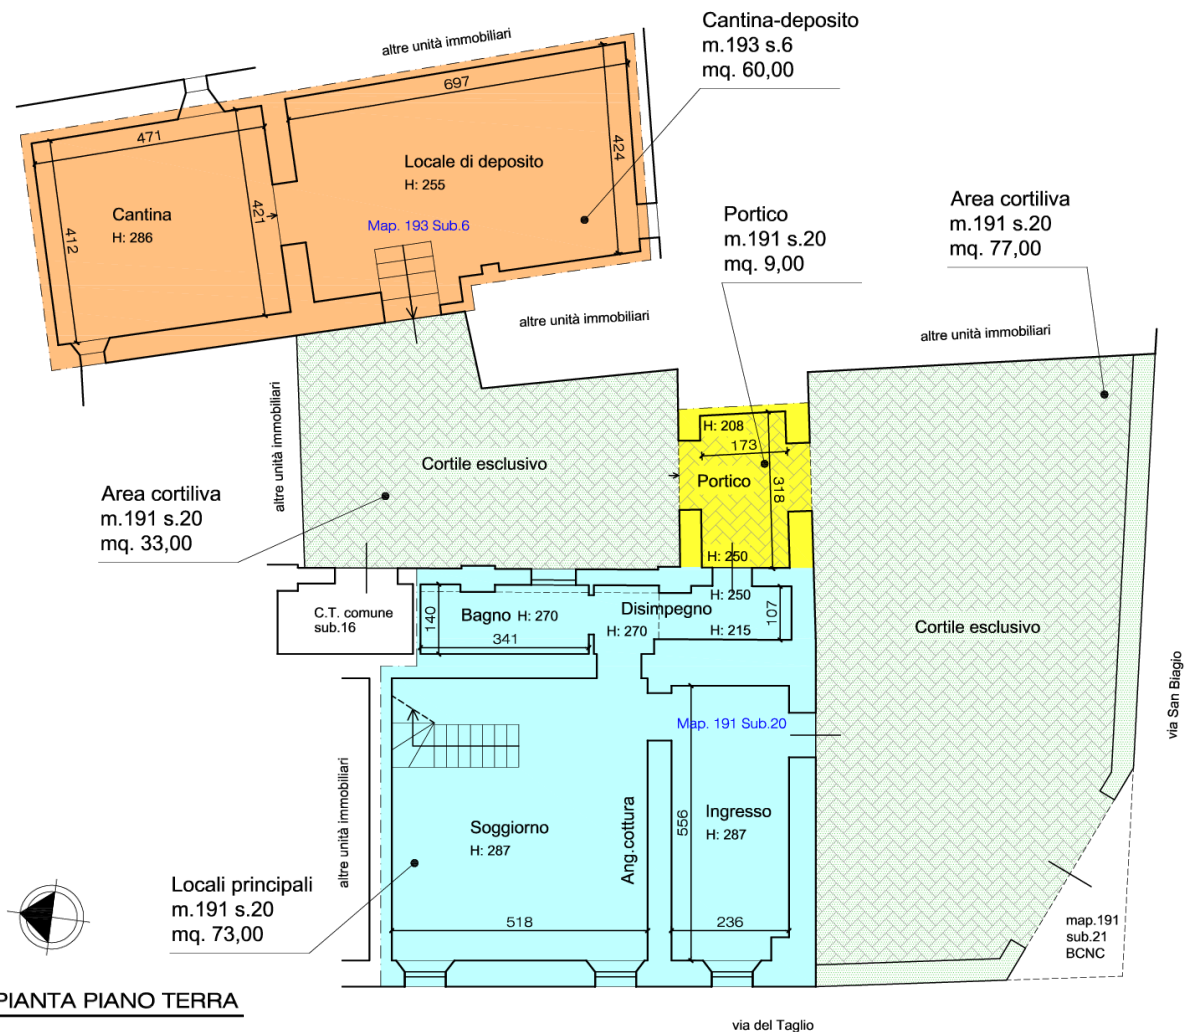 Cantina-deposito
m.193 s.6
mq. 60,00
altre unità immobiliari
697
471
424
Locale di deposito
H: 255
421
Cantina
H: 286
412
Map. 193 Sub.6
Portico
m.191 s.20
mq. 9,00
Area cortiliva
m.191 s.20
mq. 77,00
altre unità immobiliari
altre unità immobiliari
altre unità immobiliari
H: 208
173
Cortile esclusivo
Portico
318
Area cortiliva
m.191 s.20
mq. 33,00
H: 250
C.T. comune
sub.16
140
Bagno H: 270
341
Disimpegno
H: 250
H: 270
H: 215
107
Cortile esclusivo
via San Biagio
Map. 191 Sub.20
altre unità immobiliari
Soggiorno
H: 287
Ang.cottura
556
Ingresso
H: 287
Locali principali
m.191 s.20
mq. 73,00
518
236
map.191
sub.21
BCNC
PIANTA PIANO TERRA
via del Taglio